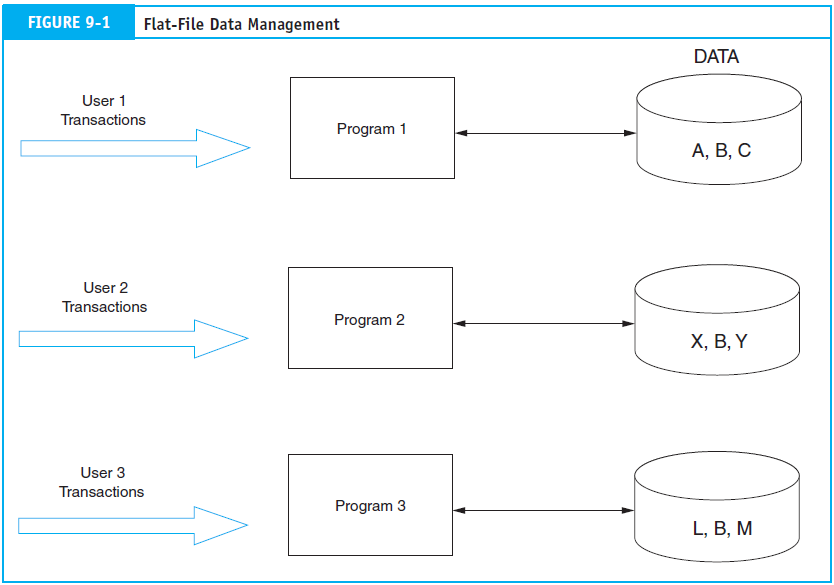 FIGURE 9-1
Flat-File Data Management
DATA
User 1
Transactions
Program 1
A, B, C
User 2
Transactions
Program 2
X, B, Y
User 3
Transactions
Program 3
L, B, M